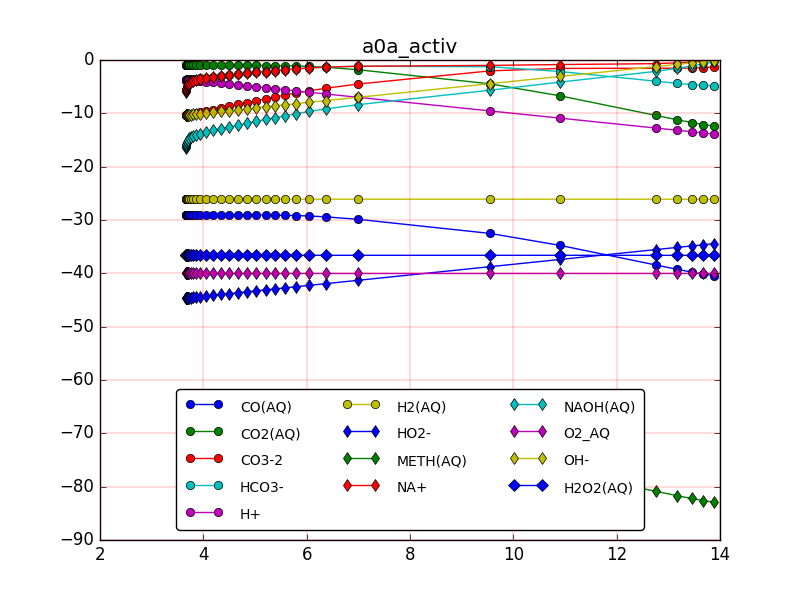 a0a_activ
0
−10
−20
−30
−40
−50
−60
−70
−80
−90
CO(AQ) H2(AQ) NAOH(AQ)
CO2(AQ) HO2- O2_AQ
CO3-2 METH(AQ) OH-
HCO3- NA+ H2O2(AQ)
H+
2 4 6 8 10 12 14